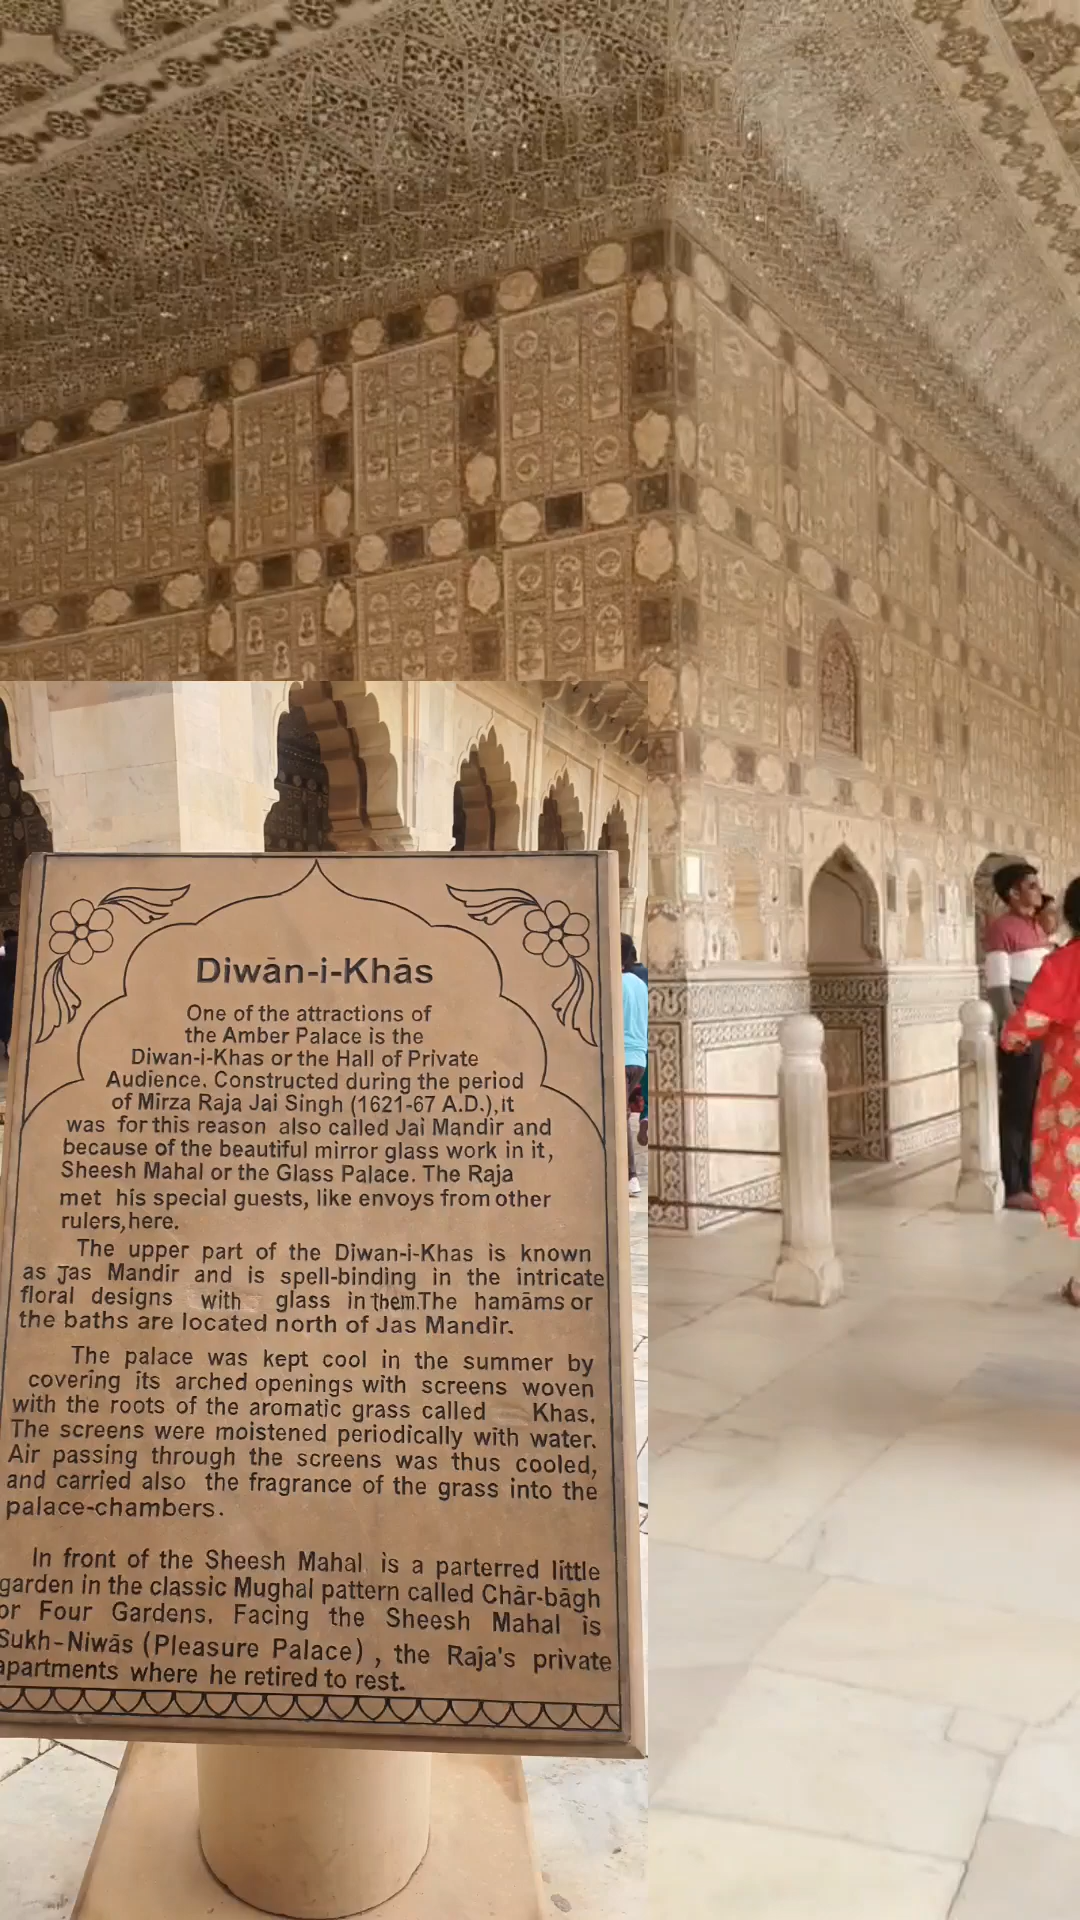 Diwān-i-Khās
One of the attractions of
the Amber Palace is the
Diwan-i-Khas or the Hall of Private
Audience. Constructed during the period
of Mirza Raja Jai Singh (1621-67 A.D.), it
was for this reason also called Jai Mandir and
because of the beautiful mirror glass work in it,
Sheesh Mahal or the Glass Palace. The Raja
met his special guests, like envoys from other
rulers, here.
The upper part of the Diwan-i-Khas is known
as Jas Mandir and is spell-binding in the intricate
floral designs with glass in them. The hamāms or
the baths are located north of Jas Mandir.
The palace was kept cool in the summer by
covering its arched openings with screens woven
with the roots of the aromatic grass called Khas.
The screens were moistened periodically with water.
Air passing through the screens was thus cooled,
and carried also the fragrance of the grass into the
palace-chambers.
In front of the Sheesh Mahal is a parterred little
garden in the classic Mughal pattern called Chār-bāgh
or Four Gardens. Facing the Sheesh Mahal is
Sukh-Niwās (Pleasure Palace), the Raja's private
apartments where he retired to rest.